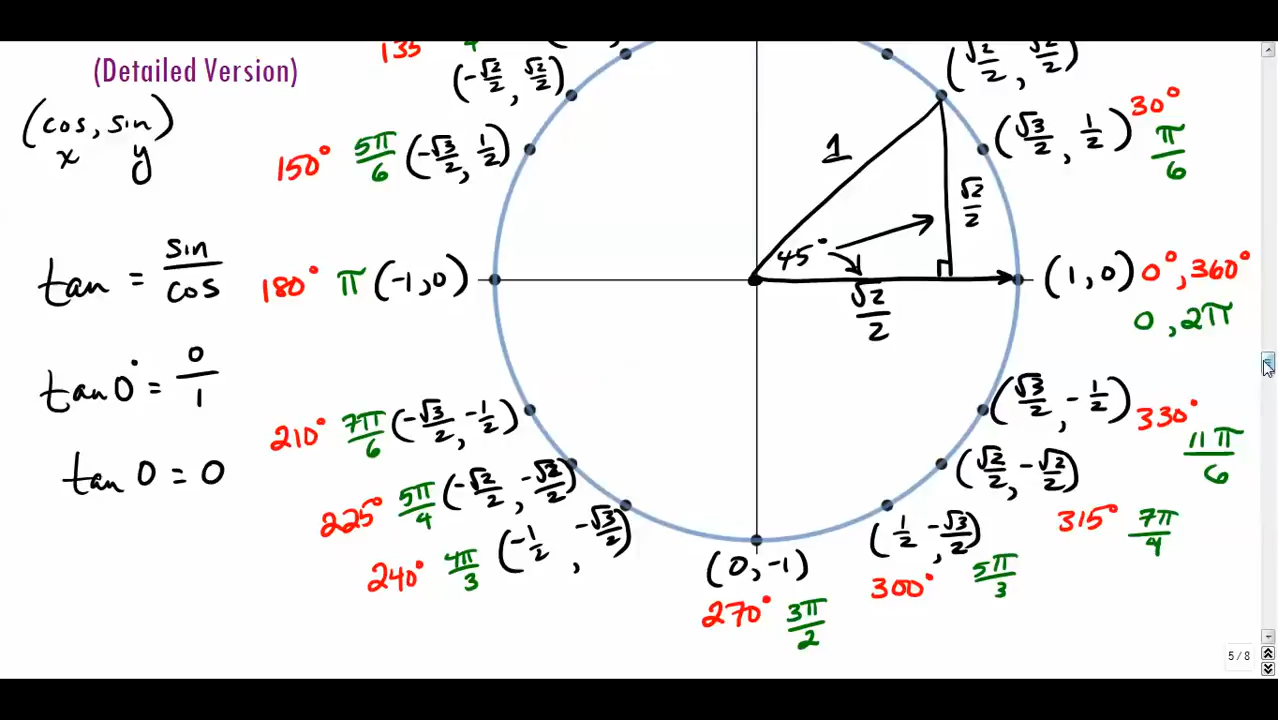 (Detailed Version)
(cos, sin)
x y
tan = sin/cos
tan 0° = 0/1
tan 0 = 0
135
(-√2/2, √2/2)
150° 5π/6 (-√3/2, 1/2)
180° π (-1,0)
210° 7π/6 (-√3/2, -1/2)
225° 5π/4 (-√2/2, -√2/2)
240° 4π/3 (-1/2, -√3/2)
(0,-1)
270° 3π/2
(1/2 -√3/2)
300° 5π/3
(√2/2, -√2/2)
315° 7π/4
(√3/2, -1/2) 330°
11π/6
(1,0) 0°, 360°
0, 2π
(√3/2, 1/2) 30°
π/6
(√2/2, √2/2)
1
45°
√2/2
√2/2
5 / 8